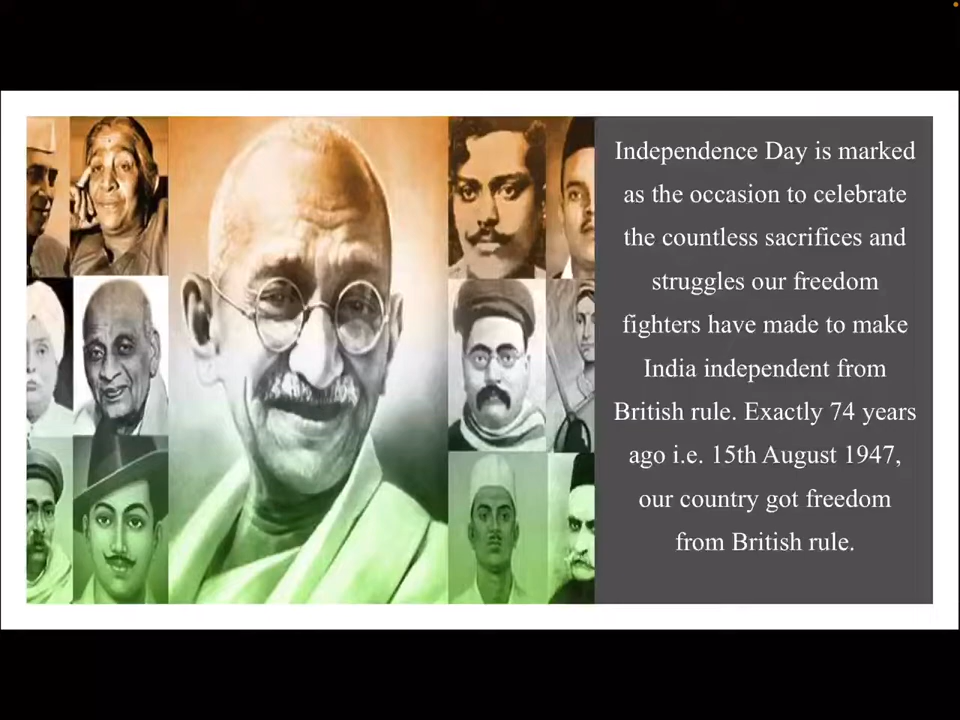 Independence Day is marked
as the occasion to celebrate
the countless sacrifices and
struggles our freedom
fighters have made to make
India independent from
British rule. Exactly 74 years
ago i.e. 15th August 1947,
our country got freedom
from British rule.